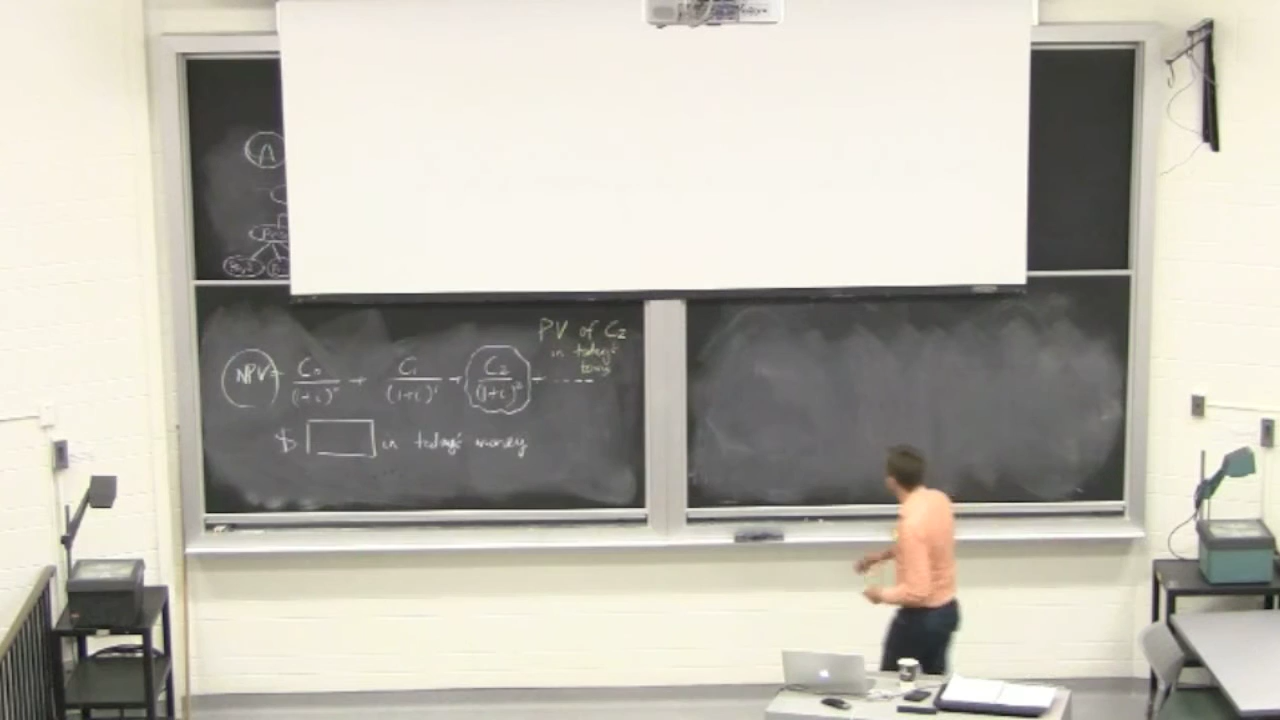 A
PV of C2
in today's
terms
NPV = C0/(1+i)^0 + C1/(1+i)^1 + C2/(1+i)^2 + ----
$ in today's money